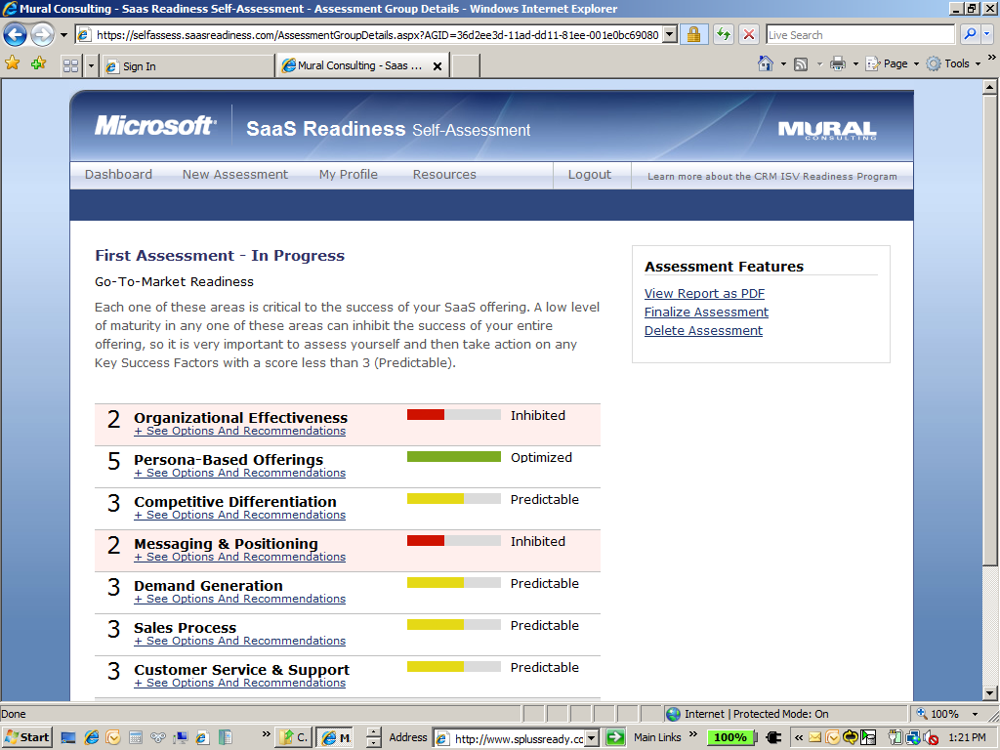 Mural Consulting - Saas Readiness Self-Assessment - Assessment Group Details - Windows Internet Explorer
https://selfassess.saasreadiness.com/AssessmentGroupDetails.aspx?AGID=36d2ee3d-11ad-dd11-81ee-001e0bc69080
Live Search
Sign In
Mural Consulting - Saas ...
Page
Tools
Microsoft
SaaS Readiness Self-Assessment
MURAL
CONSULTING
Dashboard
New Assessment
My Profile
Resources
Logout
Learn more about the CRM ISV Readiness Program
First Assessment - In Progress
Go-To-Market Readiness
Each one of these areas is critical to the success of your SaaS offering. A low level
of maturity in any one of these areas can inhibit the success of your entire
offering, so it is very important to assess yourself and then take action on any
Key Success Factors with a score less than 3 (Predictable).
Assessment Features
View Report as PDF
Finalize Assessment
Delete Assessment
2 Organizational Effectiveness Inhibited
+ See Options And Recommendations
5 Persona-Based Offerings Optimized
+ See Options And Recommendations
3 Competitive Differentiation Predictable
+ See Options And Recommendations
2 Messaging & Positioning Inhibited
+ See Options And Recommendations
3 Demand Generation Predictable
+ See Options And Recommendations
3 Sales Process Predictable
+ See Options And Recommendations
3 Customer Service & Support Predictable
+ See Options And Recommendations
Done
Internet | Protected Mode: On
100%
Start
C.
M.
Address
http://www.splussready.cc
Main Links
100%
1:21 PM